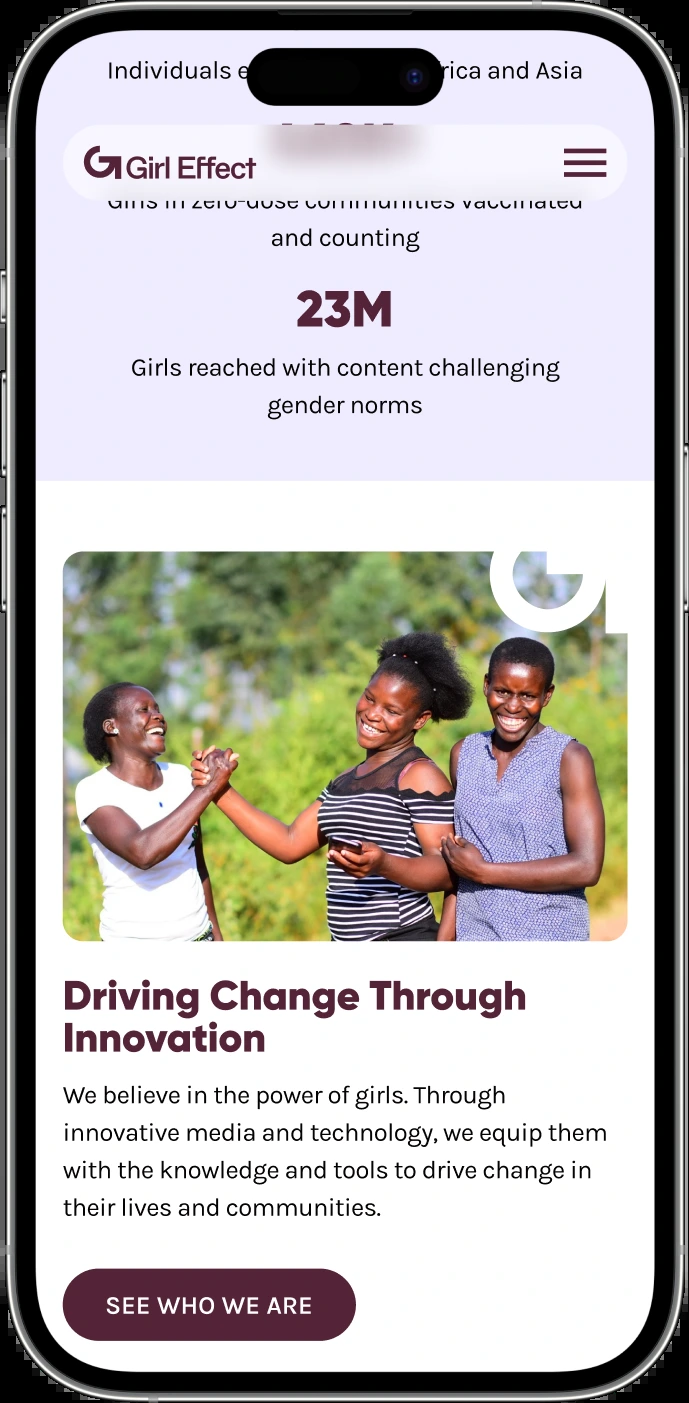 Individuals
and Asia
Girl Effect
Girls in zero-dose communities vaccinated
and counting
23M
Girls reached with content challenging
gender norms
Driving Change Through
Innovation
We believe in the power of girls. Through
innovative media and technology, we equip them
with the knowledge and tools to drive change in
their lives and communities.
SEE WHO WE ARE